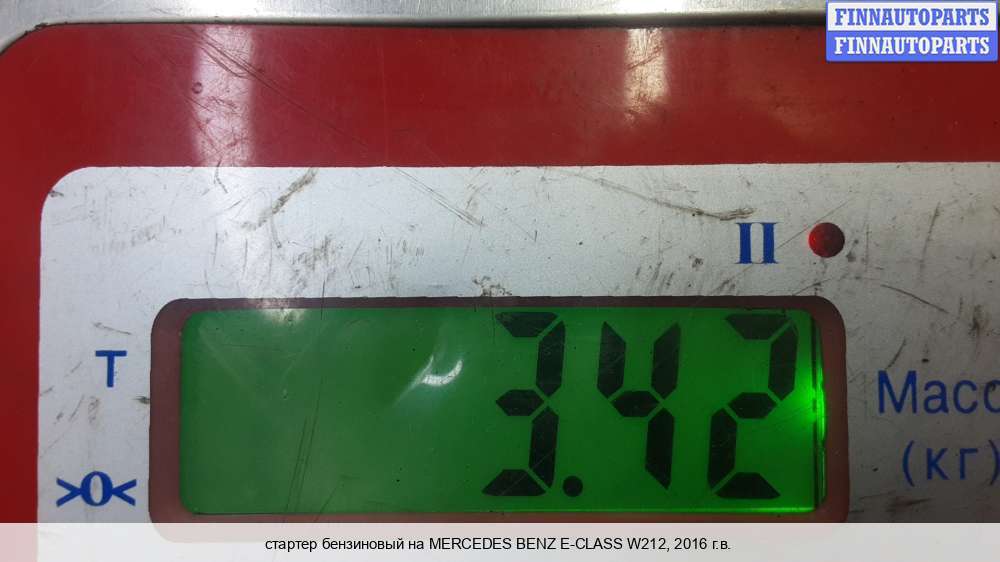 FINNAUTOPARTS
FINNAUTOPARTS
II
T
3.42
Масс
(кг)
>0<
стартер бензиновый на MERCEDES BENZ E-CLASS W212, 2016 г.в.